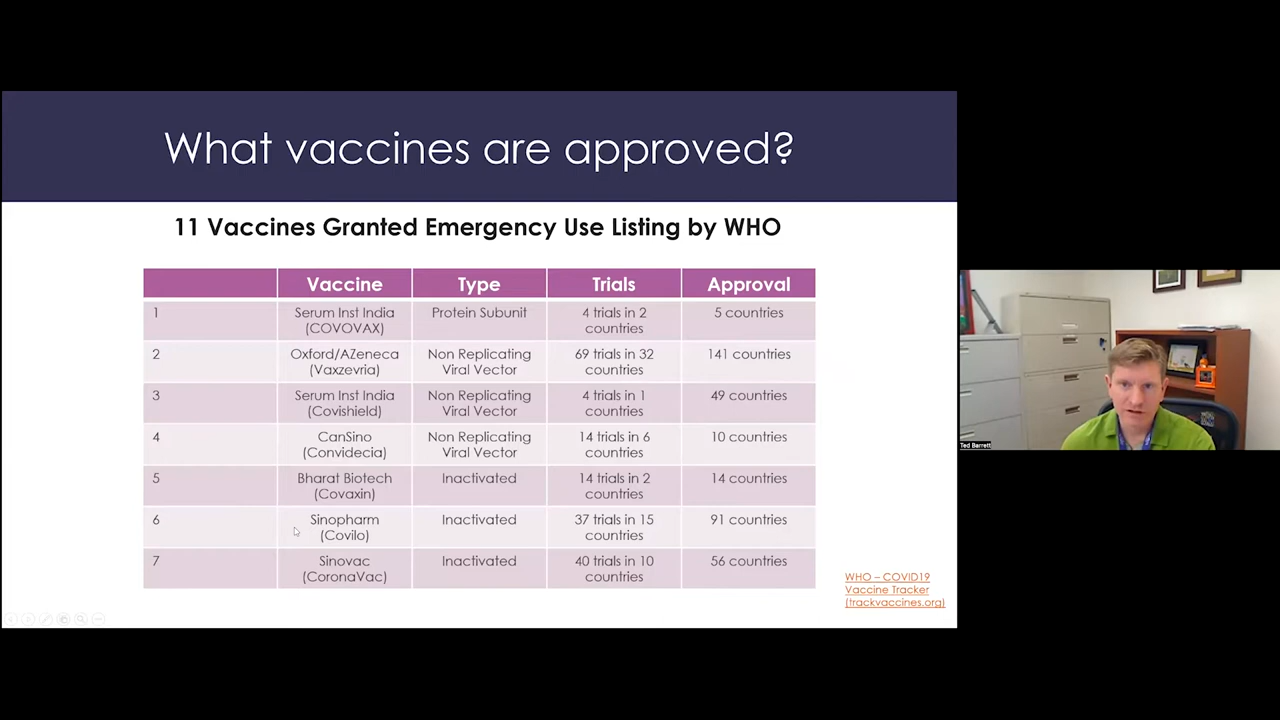 What vaccines are approved?
11 Vaccines Granted Emergency Use Listing by WHO
Vaccine Type Trials Approval
1 Serum Inst India (COVOVAX) Protein Subunit 4 trials in 2 countries 5 countries
2 Oxford/AZeneca (Vaxzevria) Non Replicating Viral Vector 69 trials in 32 countries 141 countries
3 Serum Inst India (Covishield) Non Replicating Viral Vector 4 trials in 1 countries 49 countries
4 CanSino (Convidecia) Non Replicating Viral Vector 14 trials in 6 countries 10 countries
5 Bharat Biotech (Covaxin) Inactivated 14 trials in 2 countries 14 countries
6 Sinopharm (Covilo) Inactivated 37 trials in 15 countries 91 countries
7 Sinovac (CoronaVac) Inactivated 40 trials in 10 countries 56 countries
WHO – COVID19
Vaccine Tracker
(trackvaccines.org)
Ted Barrett